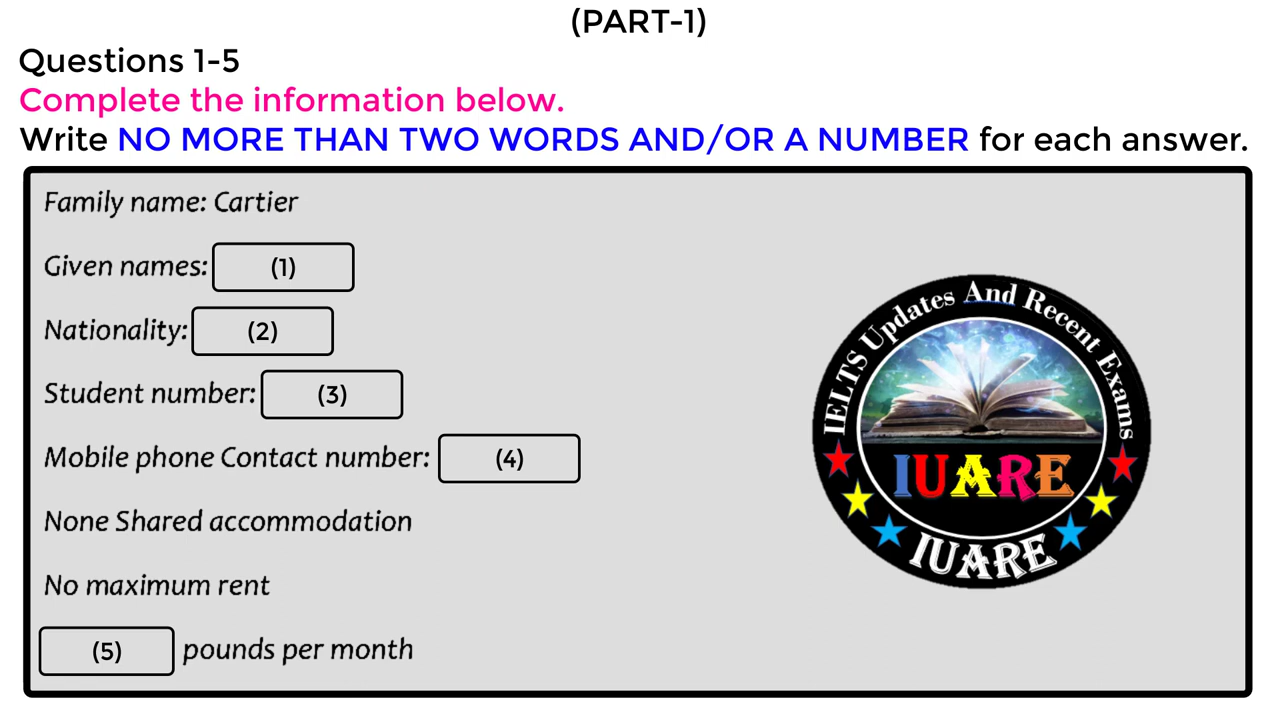 (PART-1)
Questions 1-5
Complete the information below.
Write NO MORE THAN TWO WORDS AND/OR A NUMBER for each answer.
Family name: Cartier
Given names: (1)
Nationality: (2)
Student number: (3)
Mobile phone Contact number: (4)
None Shared accommodation
No maximum rent
(5) pounds per month
IELTS Updates And Recent Exams
IUARE
IUARE